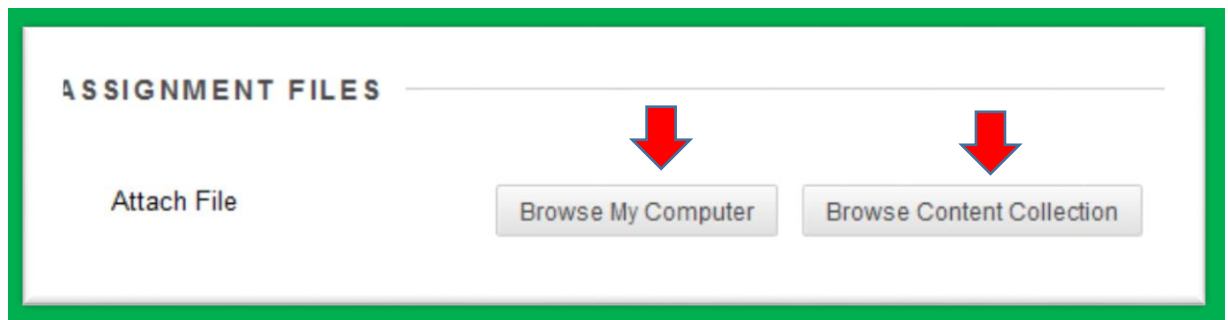 ASSIGNMENT FILES
Attach File
Browse My Computer
Browse Content Collection